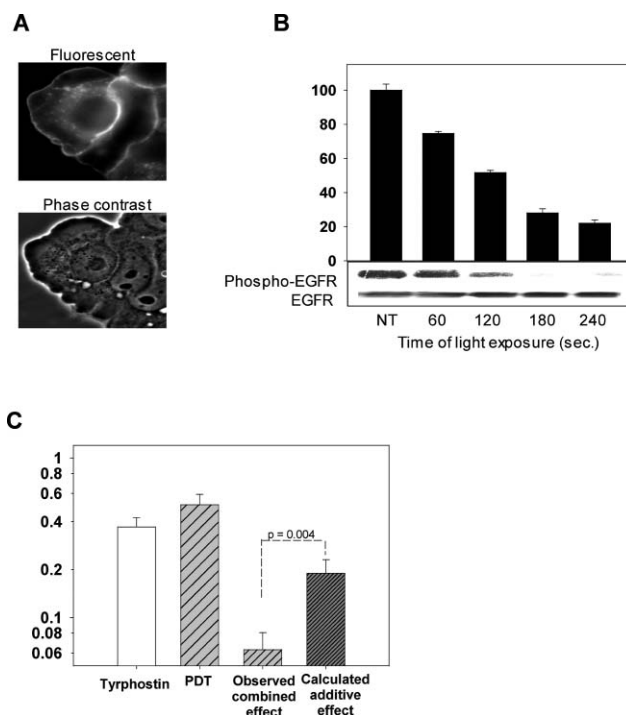 A
Fluorescent
Phase contrast
B
100
80
60
40
20
0
Phospho-EGFR
EGFR
NT 60 120 180 240
Time of light exposure (sec.)
C
1
0.8
0.6
0.4
0.2
0.1
0.08
0.06
p = 0.004
Tyrphostin PDT Observed Calculated
combined additive
effect effect